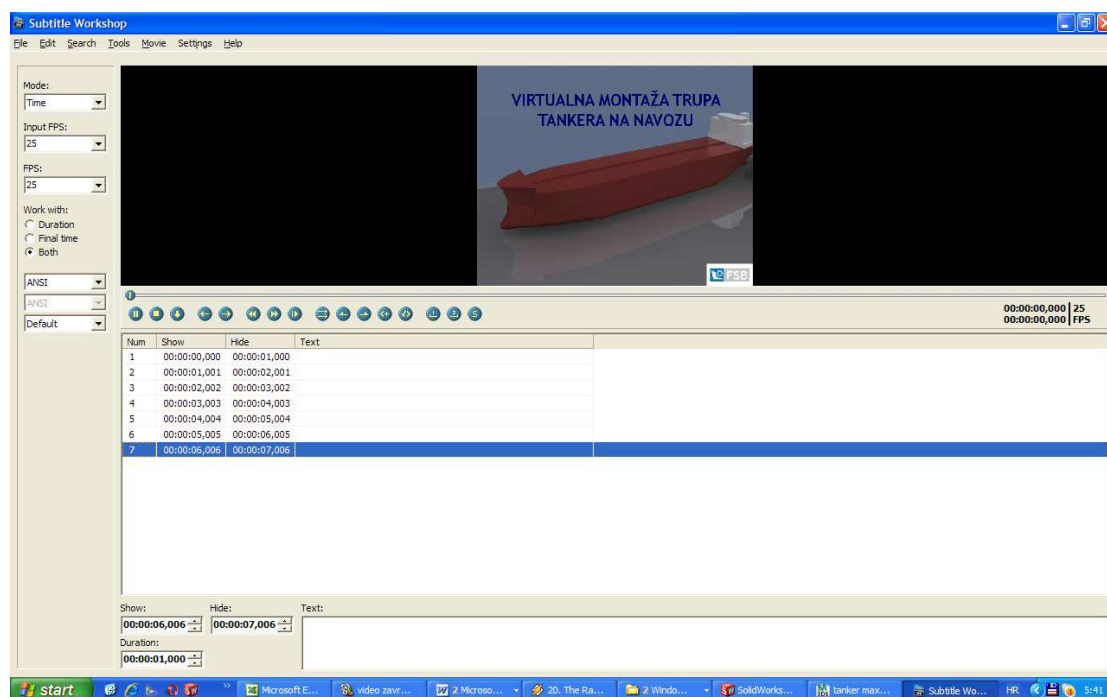 Subtitle Workshop
File Edit Search Tools Movie Settings Help
Mode:
Time
Input FPS:
25
FPS:
25
Work with:
Duration
Final time
Both
ANSI
ANSI
Default
VIRTUALNA MONTAŽA TRUPA
TANKERA NA NAVOZU
FSB
00:00:00,000 25
00:00:00,000 FPS
Num Show Hide Text
1 00:00:00,000 00:00:01,000
2 00:00:01,001 00:00:02,001
3 00:00:02,002 00:00:03,002
4 00:00:03,003 00:00:04,003
5 00:00:04,004 00:00:05,004
6 00:00:05,005 00:00:06,005
7 00:00:06,006 00:00:07,006
Show: Hide: Text:
00:00:06,006 00:00:07,006
Duration:
00:00:01,000
start Microsoft E... video zavr... 2 Microso... 20. The Ra... 2 Windo... SolidWorks... tanker max... Subtitle Wo... HR 5:41